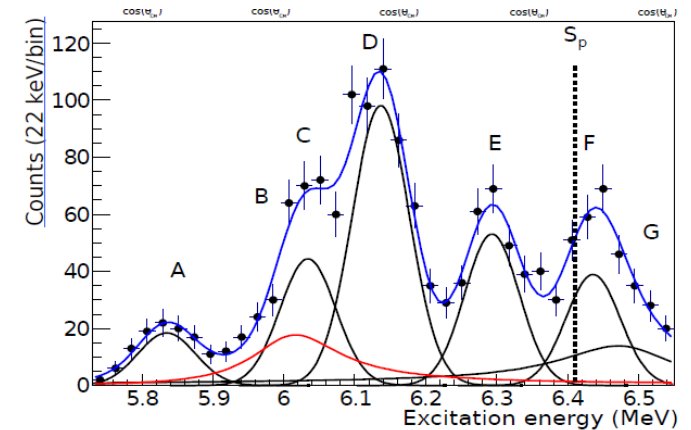 cos(θCM) cos(θCM) cos(θCM) cos(θCM) cos(θCM)
Counts (22 keV/bin)
120
100
80
60
40
20
0
A
B
C
D
E
Sp
F
G
5.8 5.9 6 6.1 6.2 6.3 6.4 6.5
Excitation energy (MeV)